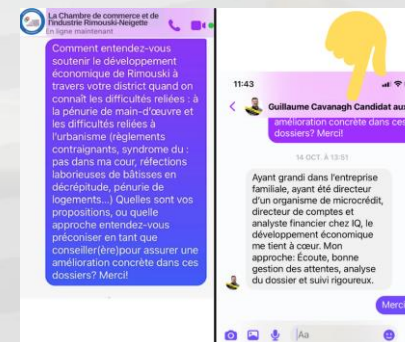 La Chambre de commerce et de
l'industrie Rimouski-Neigette
En ligne maintenant
Comment entendez-vous
soutenir le développement
économique de Rimouski à
travers votre district quand on
connaît les difficultés reliées : à
la pénurie de main-d'œuvre et
les difficultés reliées à
l'urbanisme (règlements
contraignants, syndrome du :
pas dans ma cour, réfections
laborieuses de bâtisses en
décrépitude, pénurie de
logements...) Quelles sont vos
propositions, ou quelle
approche entendez-vous
préconiser en tant que
conseiller(ère)pour assurer une
amélioration concrète dans ces
dossiers? Merci!
11:43
Guillaume Cavanagh Candidat aux
amélioration concrète dans ces
dossiers? Merci!
14 OCT. À 13:51
Ayant grandi dans l'entreprise
familiale, ayant été directeur
d'un organisme de microcrédit,
directeur de comptes et
analyste financier chez IQ, le
développement économique
me tient à cœur. Mon
approche: Écoute, bonne
gestion des attentes, analyse
du dossier et suivi rigoureux.
Merci
Aa